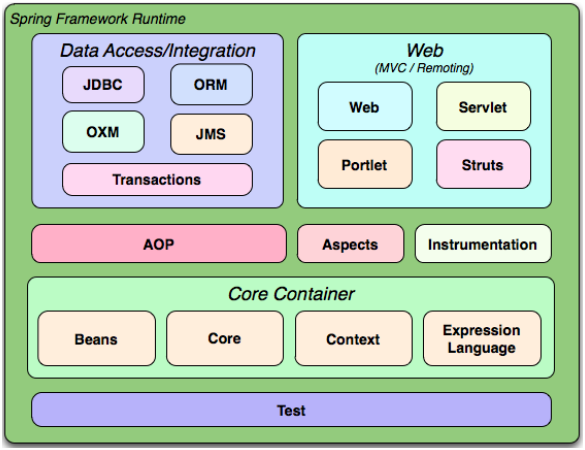 Spring Framework Runtime
Data Access/Integration
JDBC
ORM
OXM
JMS
Transactions
Web
(MVC / Remoting)
Web
Servlet
Portlet
Struts
AOP
Aspects
Instrumentation
Core Container
Beans
Core
Context
Expression
Language
Test